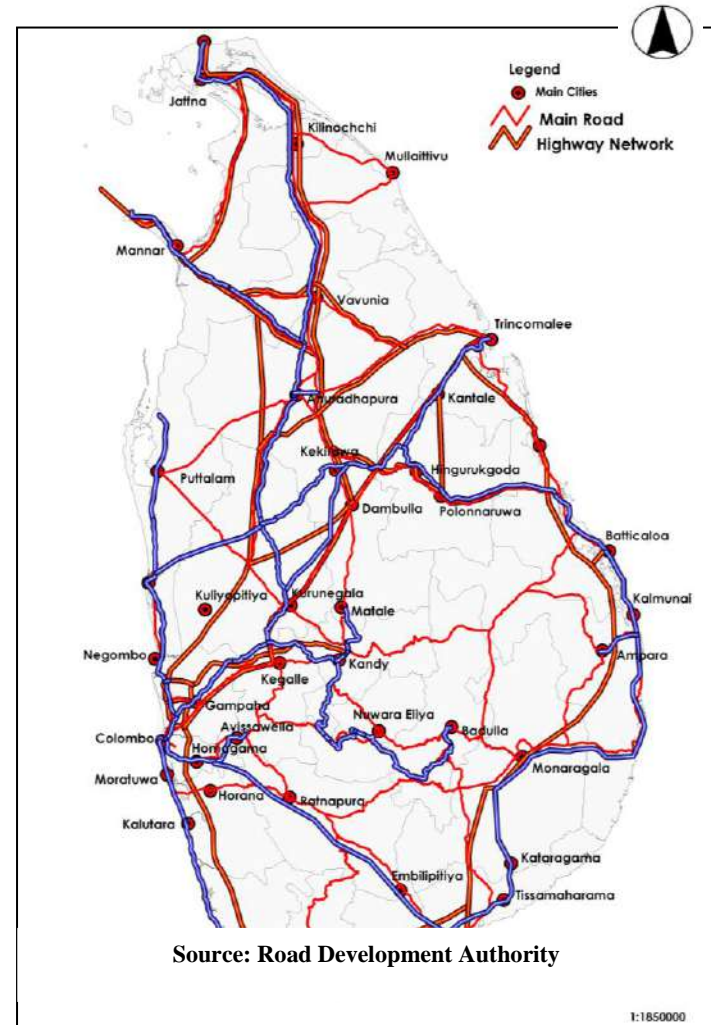 Legend
Main Cities
Main Road
Highway Network
Jaffna
Kilinochchi
Mullaittivu
Mannar
Vavunia
Trincomalee
Anuradhapura
Kantale
Kekirawa
Hingurukgoda
Puttalam
Polonnaruwa
Dambulla
Batticaloa
Kuliyapitiya
Kurunegala
Matale
Kalmunai
Negombo
Ampara
Kandy
Kegalle
Gampaha
Nuwara Eliya
Avissawella
Badulla
Colombo
Homagama
Monaragala
Moratuwa
Horana
Ratnapura
Kalutara
Kataragama
Embilipitiya
Tissamaharama
Source: Road Development Authority
1:1850000